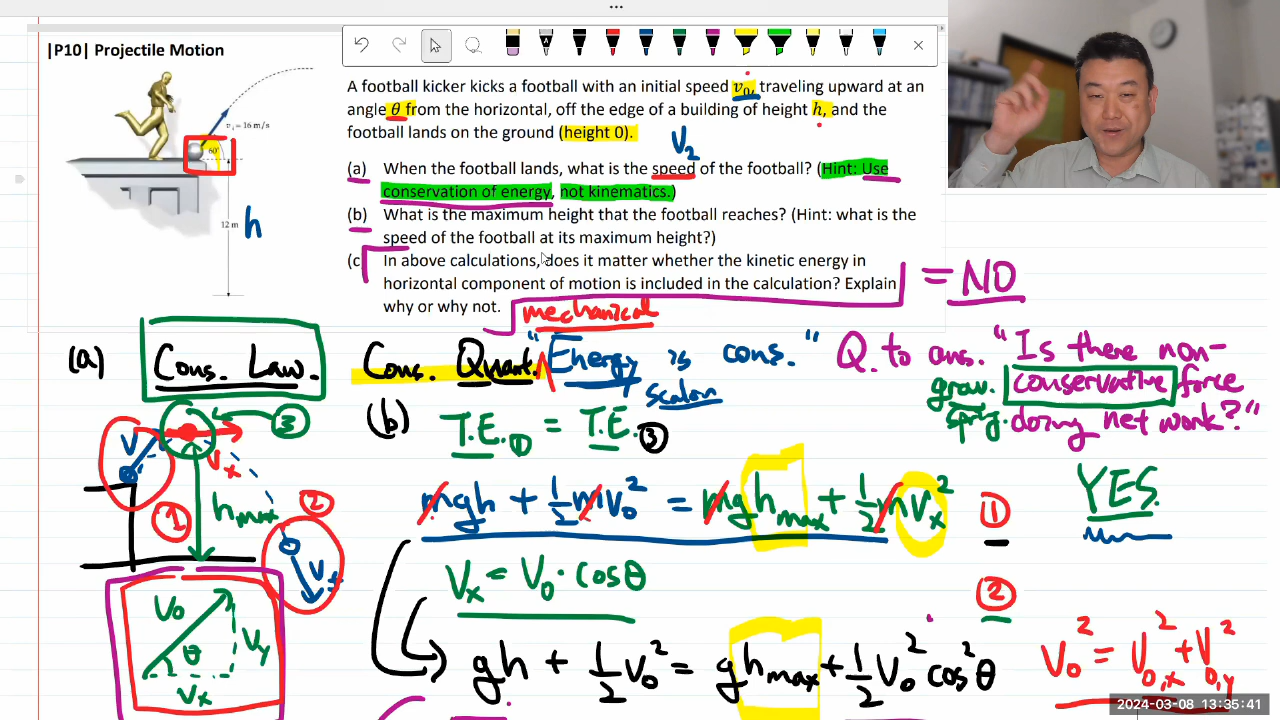 |P10| Projectile Motion
A football kicker kicks a football with an initial speed v₀, traveling upward at an
angle θ from the horizontal, off the edge of a building of height h, and the
football lands on the ground (height 0).
V₂
(a) When the football lands, what is the speed of the football? (Hint: Use
conservation of energy, not kinematics.)
(b) What is the maximum height that the football reaches? (Hint: what is the
speed of the football at its maximum height?)
(c In above calculations, does it matter whether the kinetic energy in
horizontal component of motion is included in the calculation? Explain
why or why not.
= NO
60°
12 m
h
mechanical
(a) Cons. Law. Cons. Quant. "Energy is cons."
scalar
Q. to ans. "Is there non-
conservative force
doing net work?"
grav.
YES.
(b) T.E.① = T.E.③
mgh + ½mv₀² = mghmax + ½mVx² ①
Vx = V₀ · cosθ ②
gh + ½V₀² = ghmax + ½V₀² cos²θ
V₀² = V₀,x² + V₀,y²
③
V
Vx
hmax
①
②
V₀
θ
Vy
Vx
2024-03-08 13:35:41